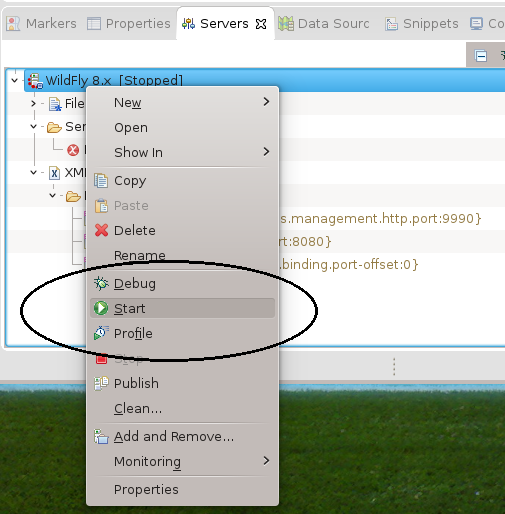 Markers Properties Servers Data Sourc Snippets Co
WildFly 8.x [Stopped]
File
Ser
XM
s.management.http.port:9990}
rt:8080}
.binding.port-offset:0}
New
Open
Show In
Copy
Paste
Delete
Rename
Debug
Start
Profile
Stop
Publish
Clean...
Add and Remove...
Monitoring
Properties